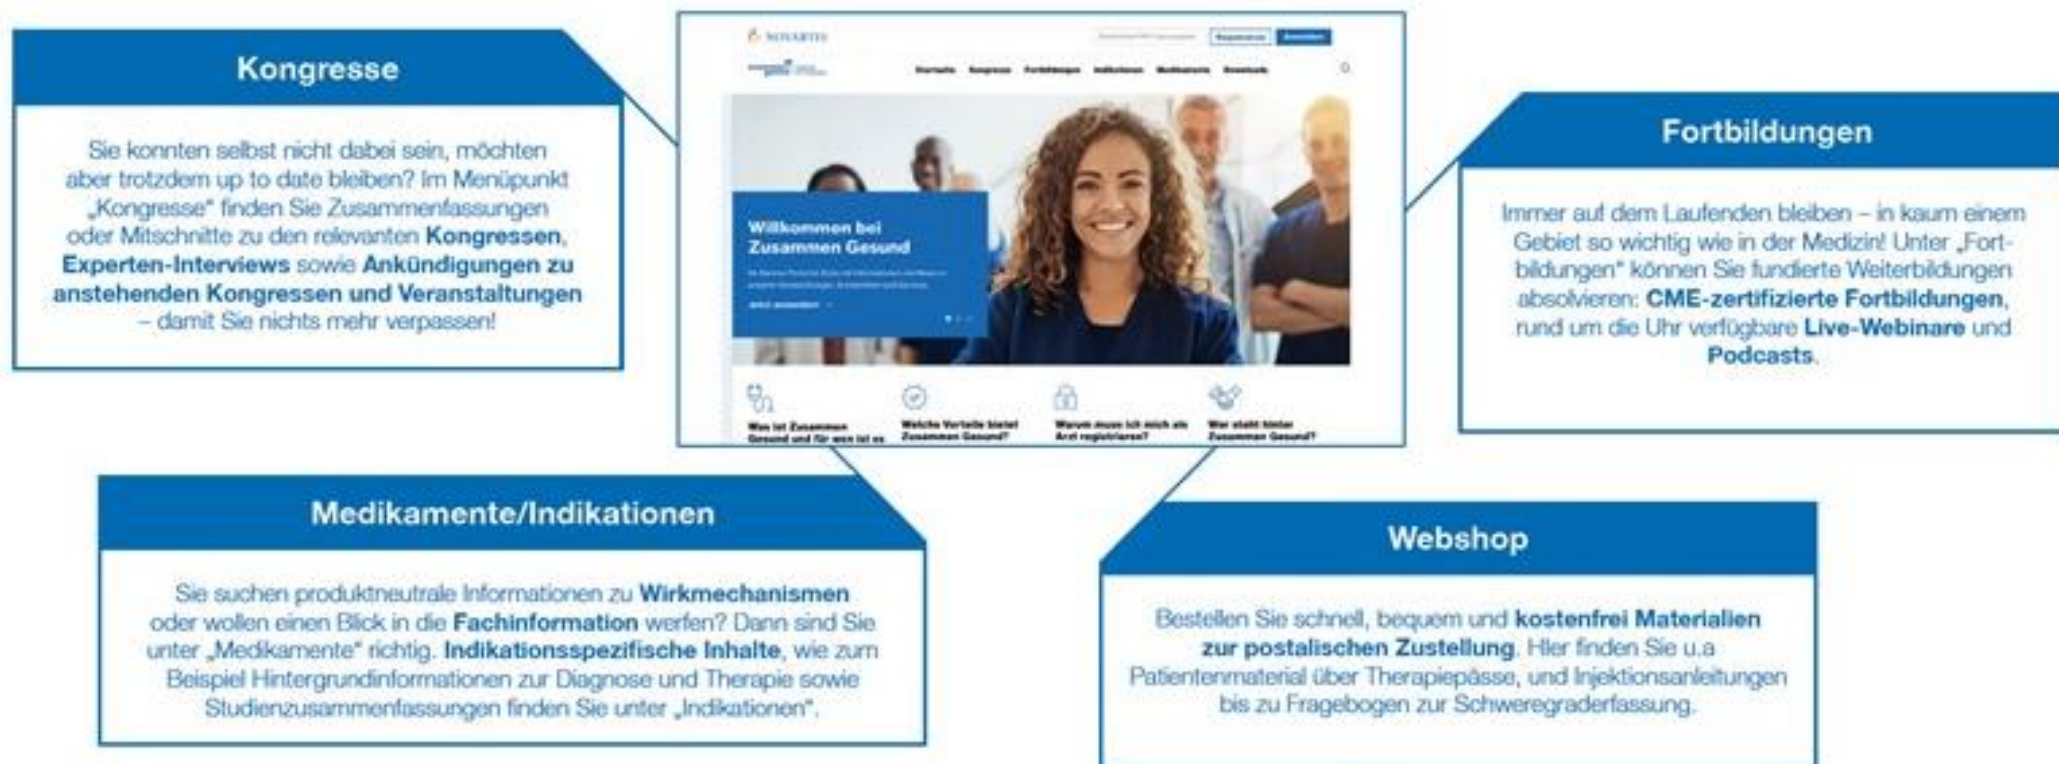 Kongresse
Sie konnten selbst nicht dabei sein, möchten
aber trotzdem up to date bleiben? Im Menüpunkt
„Kongresse" finden Sie Zusammenfassungen
oder Mitschnitte zu den relevanten Kongressen,
Experten-Interviews sowie Ankündigungen zu
anstehenden Kongressen und Veranstaltungen
– damit Sie nichts mehr verpassen!
NOVARTIS
Startseite Kongresse Fortbildungen Indikationen Medikamente Downloads
Willkommen bei
Zusammen Gesund
Was ist Zusammen
Gesund und für wen ist es
Welche Vorteile bietet
Zusammen Gesund?
Warum muss ich mich als
Arzt registrieren?
Wer steht hinter
Zusammen Gesund?
Fortbildungen
Immer auf dem Laufenden bleiben – in kaum einem
Gebiet so wichtig wie in der Medizin! Unter „Fort-
bildungen" können Sie fundierte Weiterbildungen
absolvieren: CME-zertifizierte Fortbildungen,
rund um die Uhr verfügbare Live-Webinare und
Podcasts.
Medikamente/Indikationen
Sie suchen produktneutrale Informationen zu Wirkmechanismen
oder wollen einen Blick in die Fachinformation werfen? Dann sind Sie
unter „Medikamente" richtig. Indikationsspezifische Inhalte, wie zum
Beispiel Hintergrundinformationen zur Diagnose und Therapie sowie
Studienzusammenfassungen finden Sie unter „Indikationen".
Webshop
Bestellen Sie schnell, bequem und kostenfrei Materialien
zur postalischen Zustellung. HIer finden Sie u.a
Patientenmaterial über Therapiepässe, und Injektionsanleitungen
bis zu Fragebogen zur Schweregraderfassung.